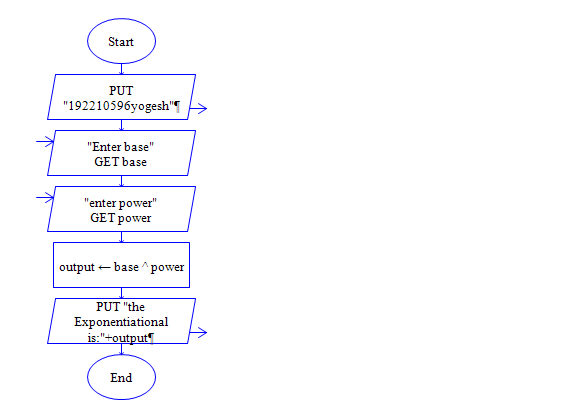 Start
PUT
"192210596yogesh"¶
"Enter base"
GET base
"enter power"
GET power
output ← base ^ power
PUT "the
Exponentiational
is:"+output¶
End